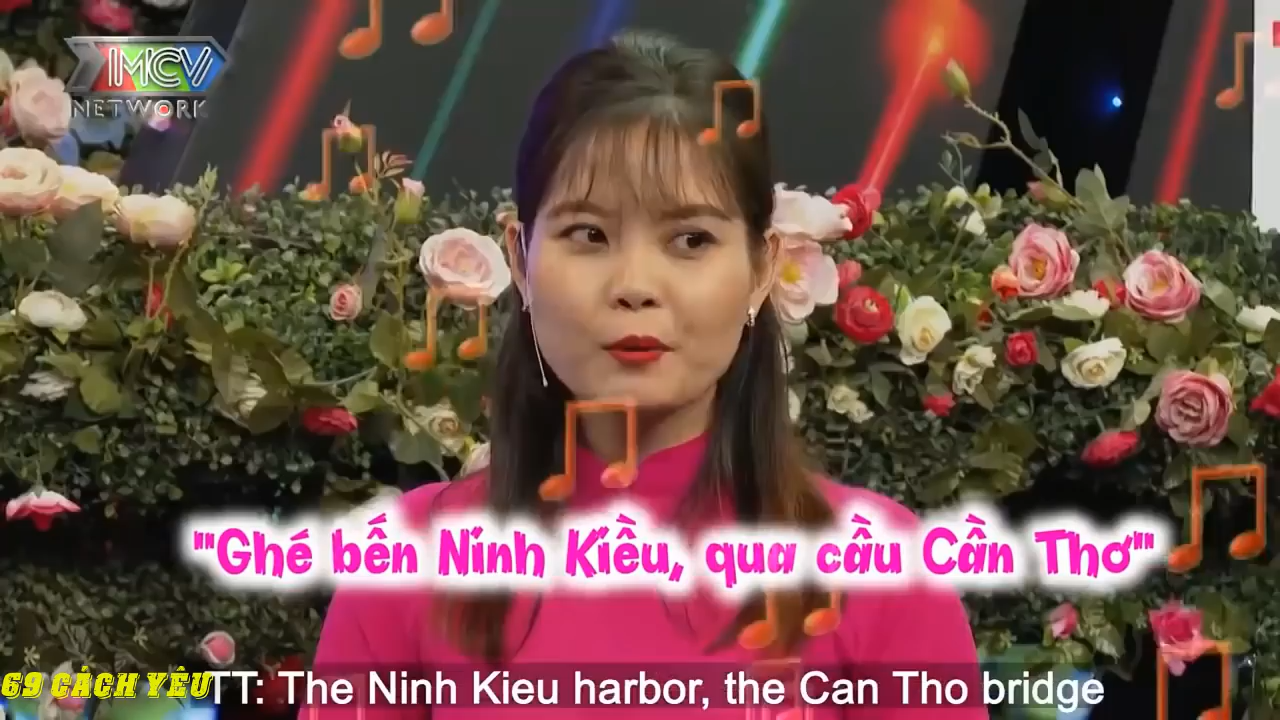 MCV
NETWORK
""Ghé bến Ninh Kiều, qua cầu Cần Thơ""
69 CÁCH YÊU
TT: The Ninh Kieu harbor, the Can Tho bridge